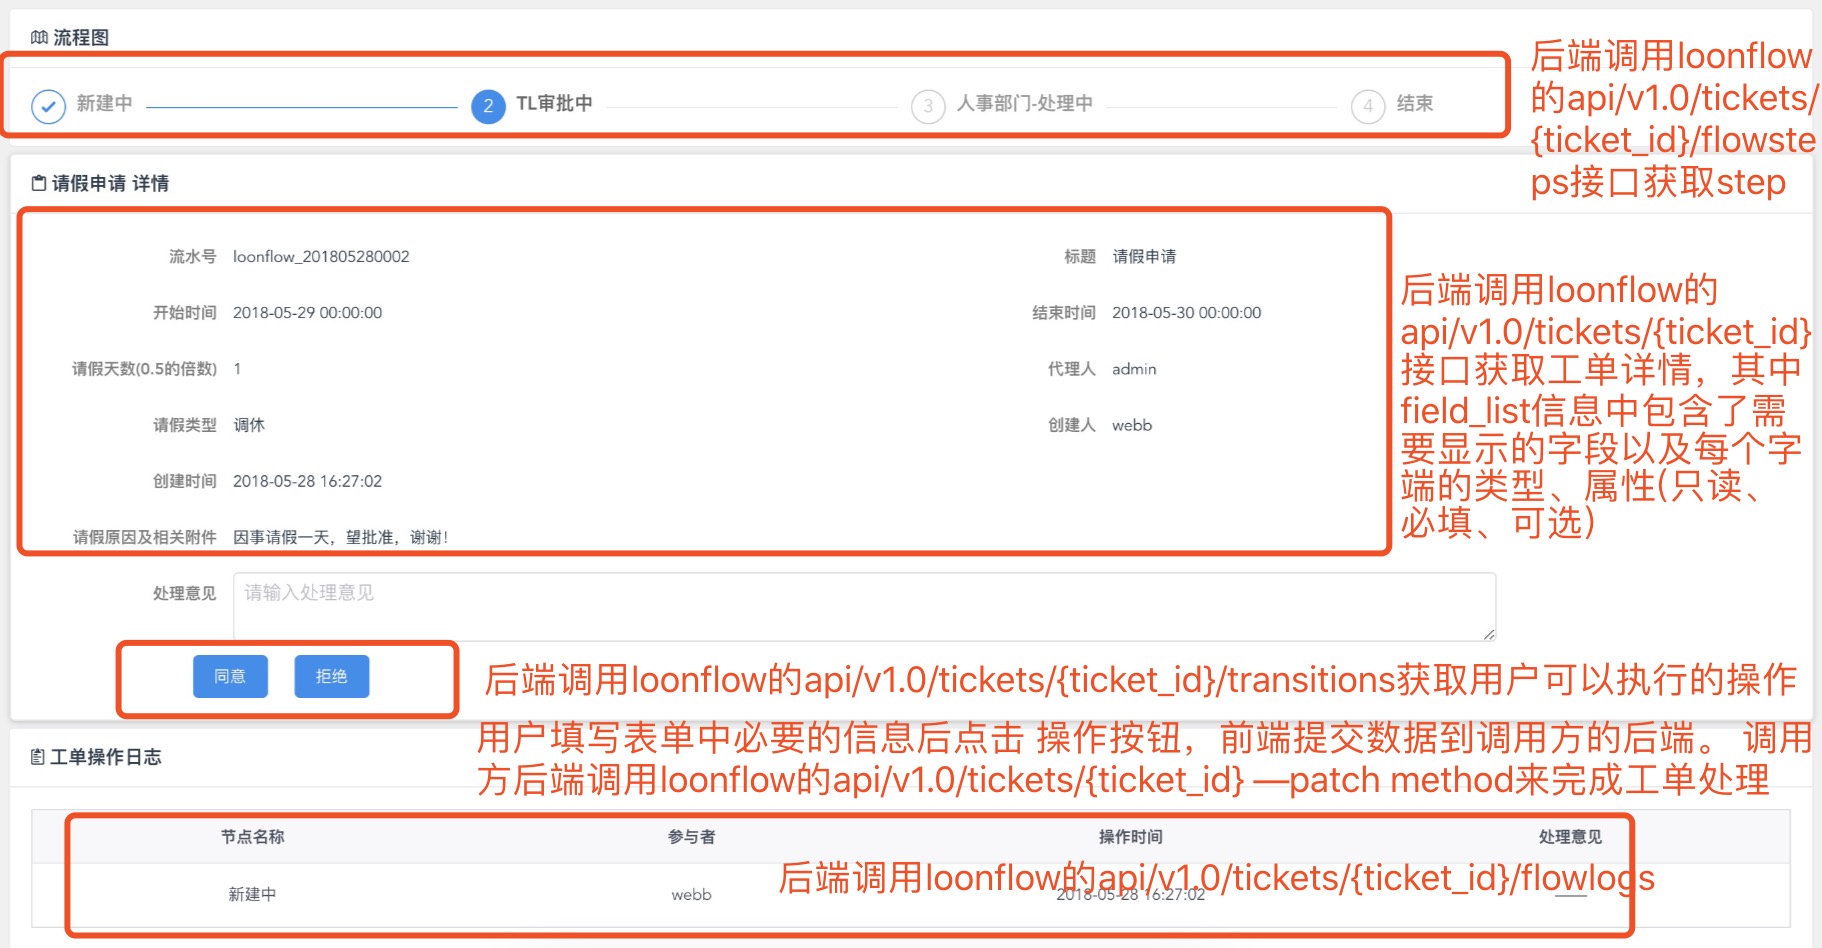 流程图
新建中
2 TL审批中
3 人事部门-处理中
4 结束
后端调用loonflow
的api/v1.0/tickets/
{ticket_id}/flowste
ps接口获取step
请假申请 详情
流水号 loonflow_201805280002
标题 请假申请
开始时间 2018-05-29 00:00:00
结束时间 2018-05-30 00:00:00
请假天数(0.5的倍数) 1
代理人 admin
请假类型 调休
创建人 webb
创建时间 2018-05-28 16:27:02
请假原因及相关附件 因事请假一天，望批准，谢谢！
后端调用loonflow的
api/v1.0/tickets/{ticket_id}
接口获取工单详情，其中
field_list信息中包含了需
要显示的字段以及每个字
端的类型、属性(只读、
必填、可选)
处理意见 请输入处理意见
同意 拒绝
后端调用loonflow的api/v1.0/tickets/{ticket_id}/transitions获取用户可以执行的操作
用户填写表单中必要的信息后点击 操作按钮，前端提交数据到调用方的后端。 调用
方后端调用loonflow的api/v1.0/tickets/{ticket_id} —patch method来完成工单处理
工单操作日志
节点名称 参与者 操作时间 处理意见
后端调用loonflow的api/v1.0/tickets/{ticket_id}/flowlogs
新建中 webb 2018-05-28 16:27:02 ——